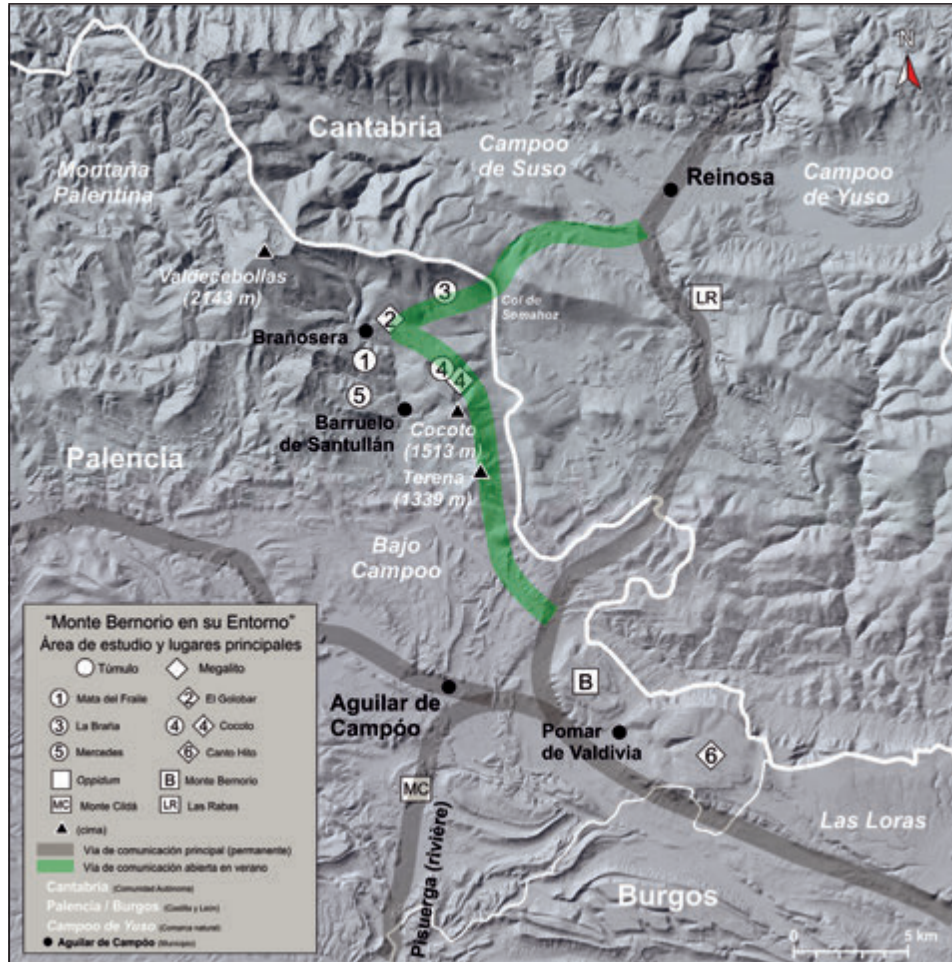 N
Cantabria
Campoo
de Suso
Montaña
Palentina
Reinosa
Campoo
de Yuso
Valdecebollas
(2143 m)
3
LR
Col de
Somahoz
2
Brañosera
1
4
4
5
Barruelo
de Santullán
Cocoto
(1513 m)
Palencia
Terena
(1339 m)
Bajo
Campoo
B
Aguilar de
Campóo
Pomar
de Valdivia
6
MC
Pisuerga (rivière)
Las Loras
Burgos
0 5 km
"Monte Bernorio en su Entorno"
Área de estudio y lugares principales
Túmulo Megalito
1 Mata del Fraile 2 El Golobar
3 La Braña 4 4 Cocoto
5 Mercedes 6 Canto Hito
Oppidum B Monte Bernorio
MC Monte Cildá LR Las Rabas
(cima)
Vía de comunicación principal (permanente)
Vía de comunicación abierta en verano
Cantabria (Comunidad Autónoma)
Palencia / Burgos (Castilla y León)
Campoo de Yuso (Comarca natural)
Aguilar de Campóo (Municipio)